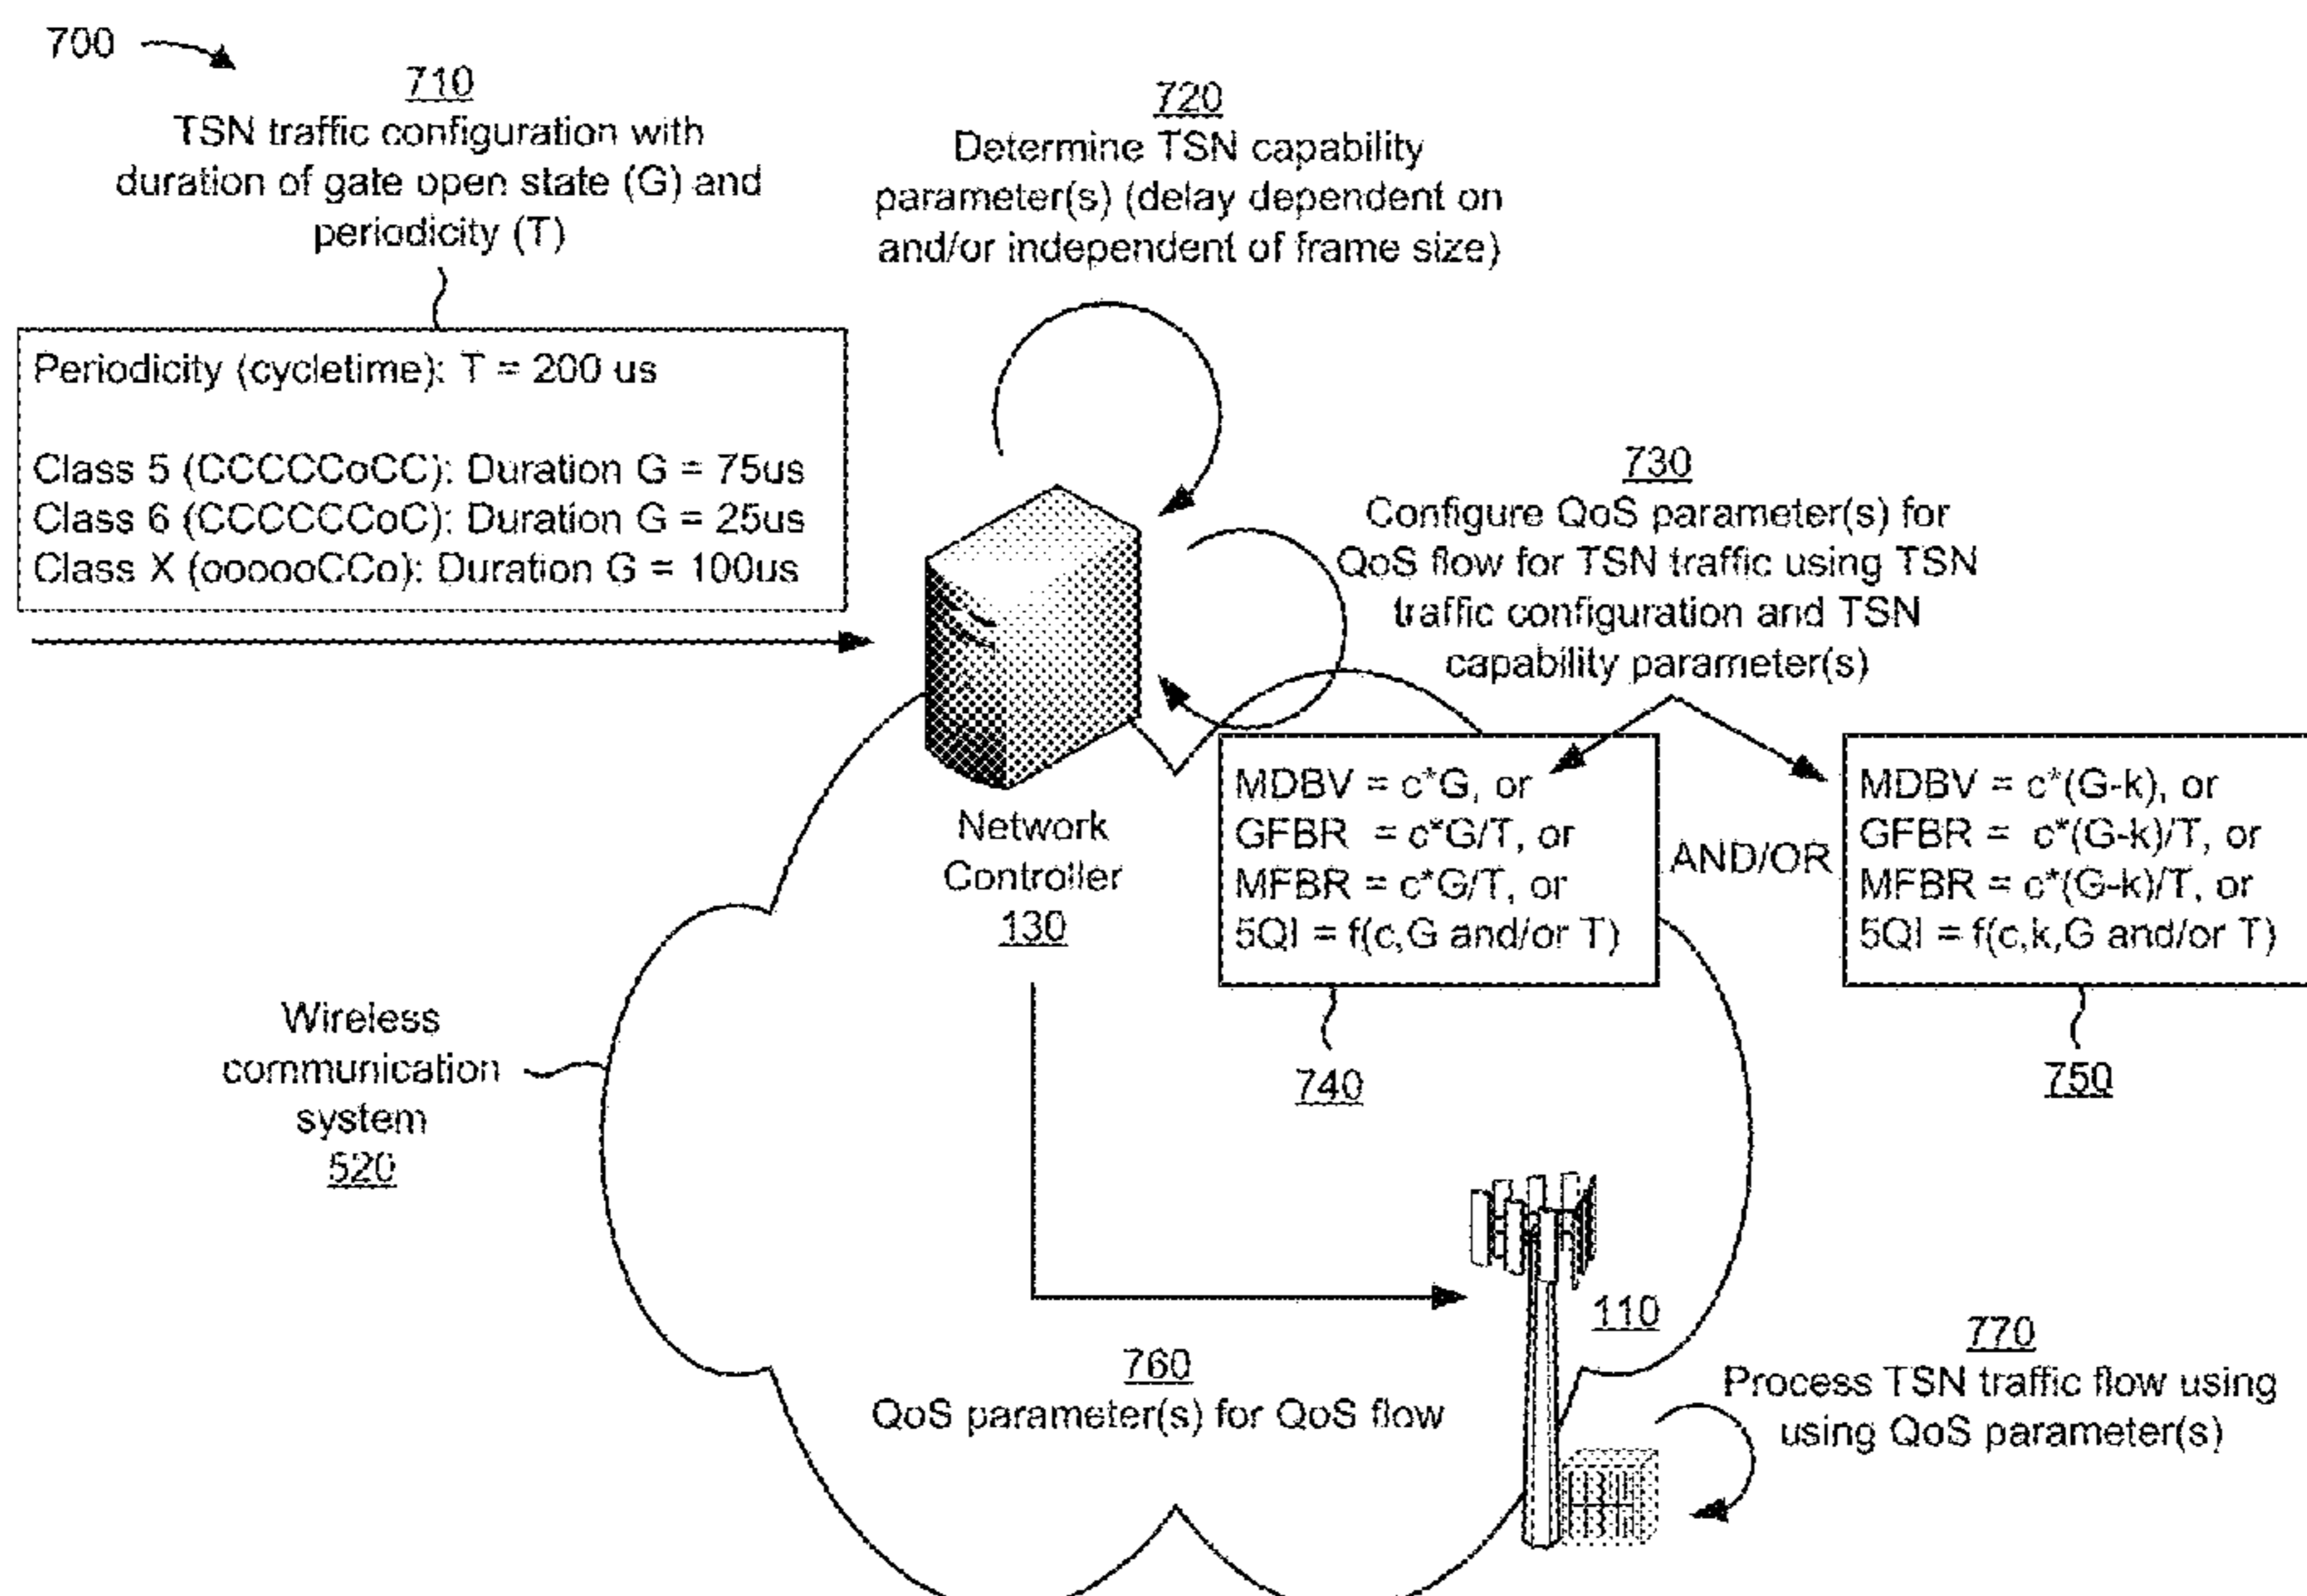 700
710
TSN traffic configuration with
duration of gate open state (G) and
periodicity (T)
Periodicity (cycletime): T = 200 us
Class 5 (CCCCCoCC): Duration G = 75us
Class 6 (CCCCCCoC): Duration G = 25us
Class X (oooooCCo): Duration G = 100us
720
Determine TSN capability
parameter(s) (delay dependent on
and/or independent of frame size)
730
Configure QoS parameter(s) for
QoS flow for TSN traffic using TSN
traffic configuration and TSN
capability parameter(s)
Network
Controller
130
MDBV = c*G, or
GFBR = c*G/T, or
MFBR = c*G/T, or
5QI = f(c,G and/or T)
740
AND/OR
MDBV = c*(G-k), or
GFBR = c*(G-k)/T, or
MFBR = c*(G-k)/T, or
5QI = f(c,k,G and/or T)
750
Wireless
communication
system
520
110
760
QoS parameter(s) for QoS flow
770
Process TSN traffic flow using
using QoS parameter(s)